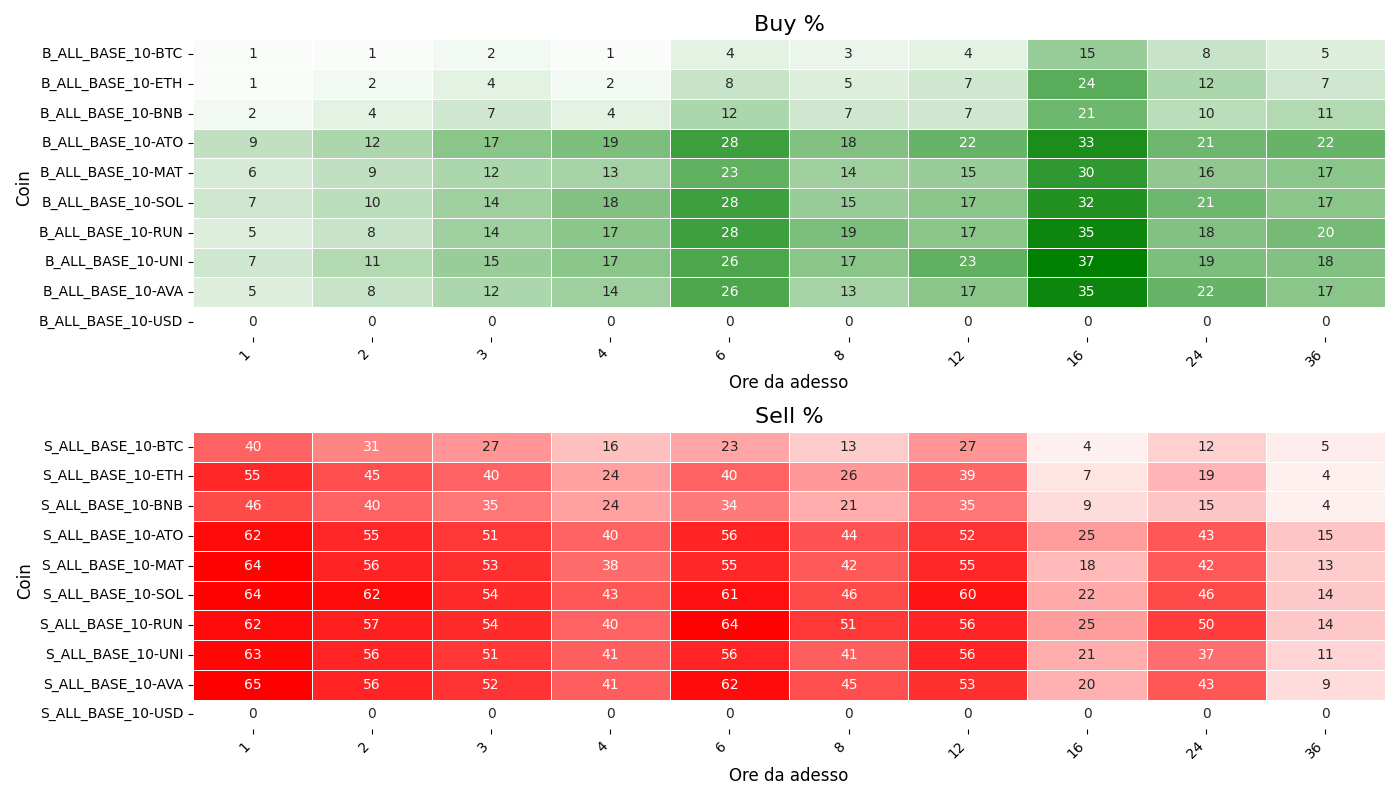 Buy %
Coin
B_ALL_BASE_10-BTC 1 1 2 1 4 3 4 15 8 5
B_ALL_BASE_10-ETH 1 2 4 2 8 5 7 24 12 7
B_ALL_BASE_10-BNB 2 4 7 4 12 7 7 21 10 11
B_ALL_BASE_10-ATO 9 12 17 19 28 18 22 33 21 22
B_ALL_BASE_10-MAT 6 9 12 13 23 14 15 30 16 17
B_ALL_BASE_10-SOL 7 10 14 18 28 15 17 32 21 17
B_ALL_BASE_10-RUN 5 8 14 17 35 19 17 35 18 20
B_ALL_BASE_10-UNI 7 11 15 17 26 17 23 37 19 18
B_ALL_BASE_10-AVA 5 8 12 14 26 13 17 35 22 17
B_ALL_BASE_10-USD 0 0 0 0 0 0 0 0 0 0
1 2 3 4 6 8 12 16 24 36
Ore da adesso
Sell %
Coin
S_ALL_BASE_10-BTC 40 31 27 16 23 13 27 4 12 5
S_ALL_BASE_10-ETH 55 45 40 24 40 26 39 7 19 4
S_ALL_BASE_10-BNB 46 40 35 24 34 21 35 9 15 4
S_ALL_BASE_10-ATO 62 55 51 40 56 44 52 25 43 15
S_ALL_BASE_10-MAT 64 56 53 38 55 42 55 18 42 13
S_ALL_BASE_10-SOL 64 62 54 43 61 46 60 22 46 14
S_ALL_BASE_10-RUN 62 57 54 40 64 51 56 25 50 14
S_ALL_BASE_10-UNI 63 56 51 41 56 41 56 21 37 11
S_ALL_BASE_10-AVA 65 56 52 41 62 45 53 20 43 9
S_ALL_BASE_10-USD 0 0 0 0 0 0 0 0 0 0
1 2 3 4 6 8 12 16 24 36
Ore da adesso